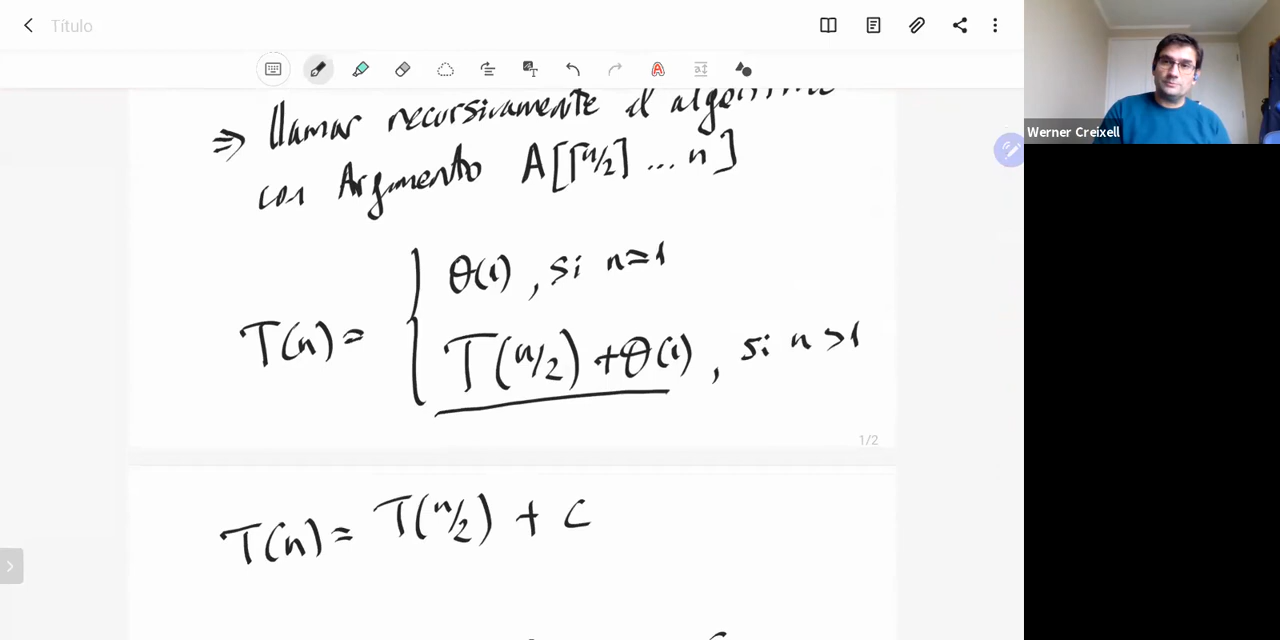 Título
⇒ llamar recursivamente el algoritmo
con Argumento A[⌈n/2⌉ ... n]
T(n) = {
θ(1), si n=1
T(n/2) + θ(1), si n>1
1/2
T(n) = T(n/2) + c
Werner Creixell